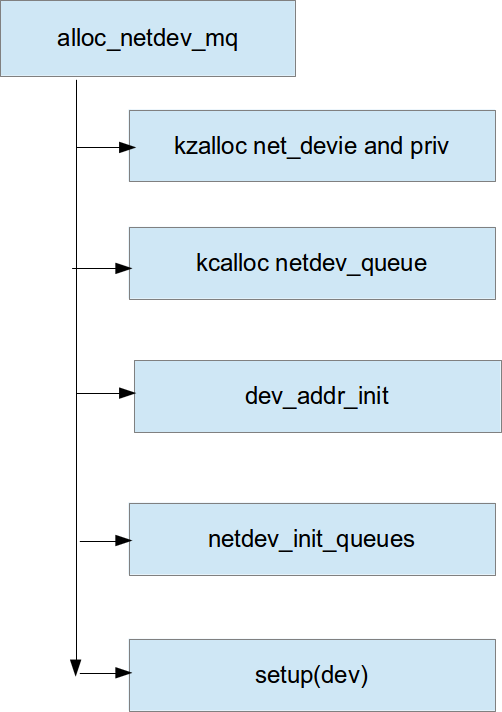 alloc_netdev_mq
kzalloc net_devie and priv
kcalloc netdev_queue
dev_addr_init
netdev_init_queues
setup(dev)